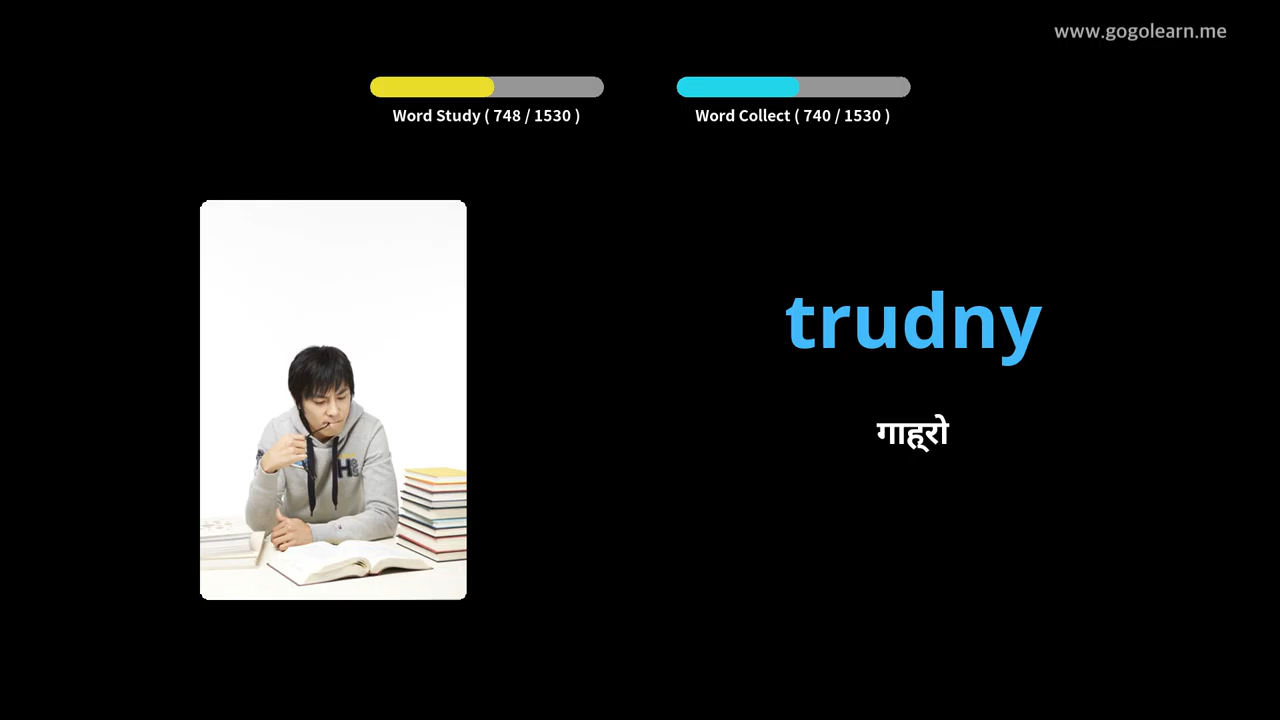 www.gogolearn.me
Word Study ( 748 / 1530 )
Word Collect ( 740 / 1530 )
trudny
गाह्रो
H